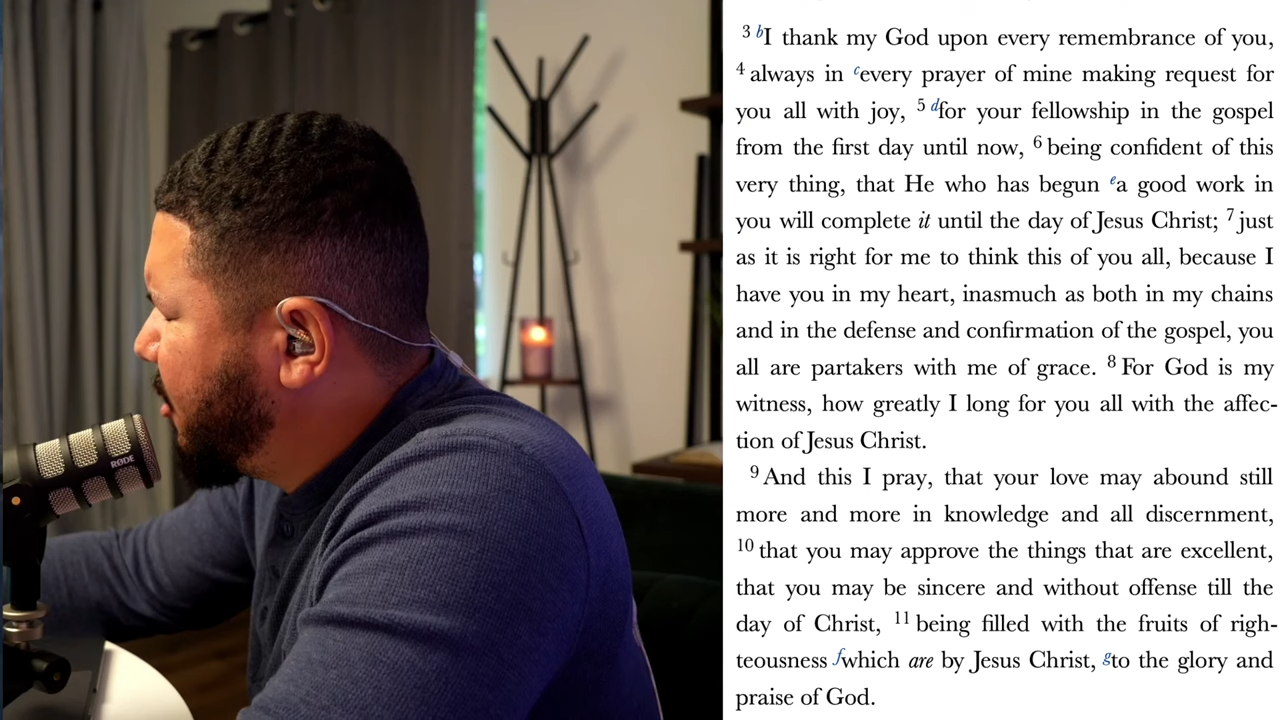 RØDE
3 bI thank my God upon every remembrance of you,
4 always in cevery prayer of mine making request for
you all with joy, 5 dfor your fellowship in the gospel
from the first day until now, 6 being confident of this
very thing, that He who has begun ea good work in
you will complete it until the day of Jesus Christ; 7 just
as it is right for me to think this of you all, because I
have you in my heart, inasmuch as both in my chains
and in the defense and confirmation of the gospel, you
all are partakers with me of grace. 8 For God is my
witness, how greatly I long for you all with the affec-
tion of Jesus Christ.
9 And this I pray, that your love may abound still
more and more in knowledge and all discernment,
10 that you may approve the things that are excellent,
that you may be sincere and without offense till the
day of Christ, 11 being filled with the fruits of righ-
teousness fwhich are by Jesus Christ, gto the glory and
praise of God.